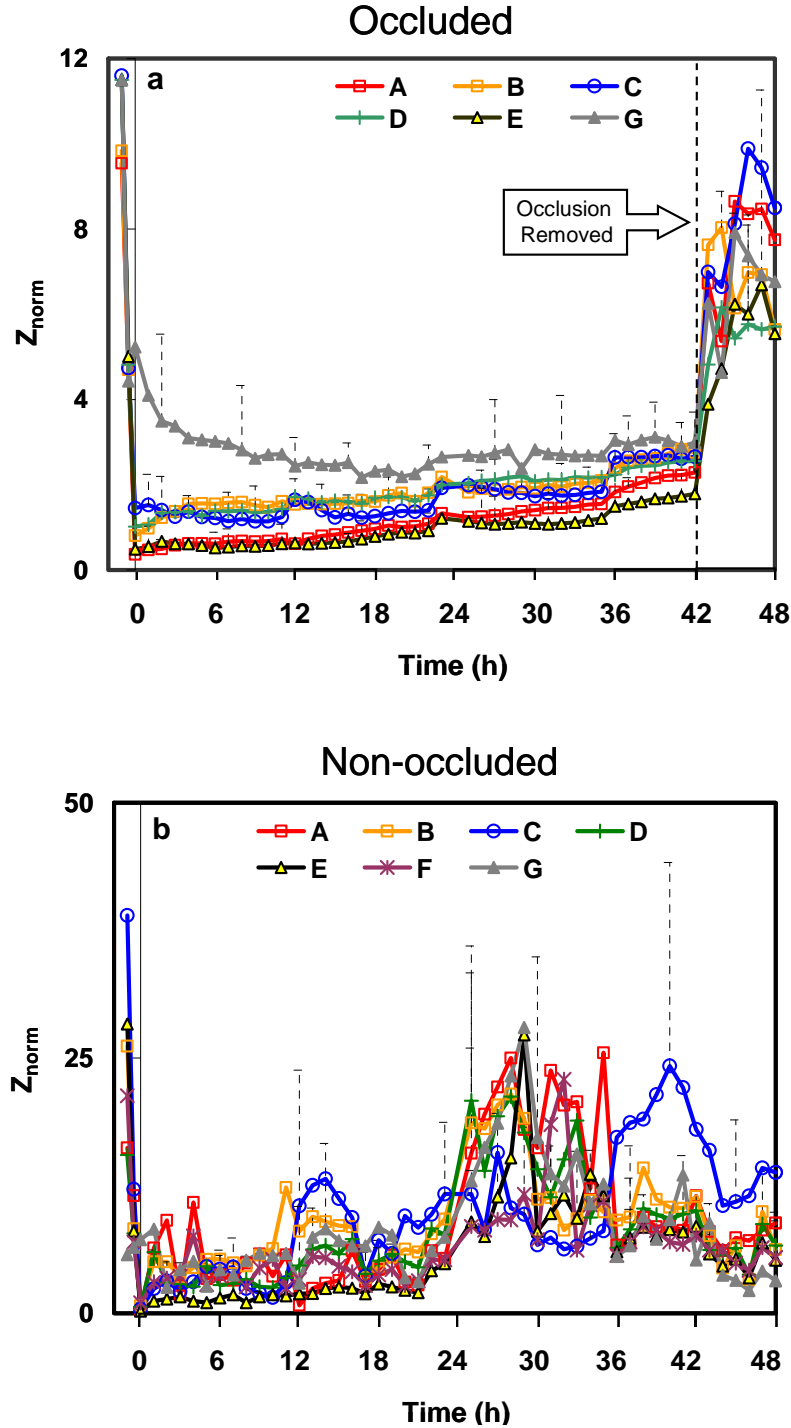 Occluded
12
a
A
B
C
D
E
G
8
Occlusion
Removed
Znorm
4
0
0
6
12
18
24
30
36
42
48
Time (h)
Non-occluded
50
b
A
B
C
D
E
F
G
25
Znorm
0
0
6
12
18
24
30
36
42
48
Time (h)